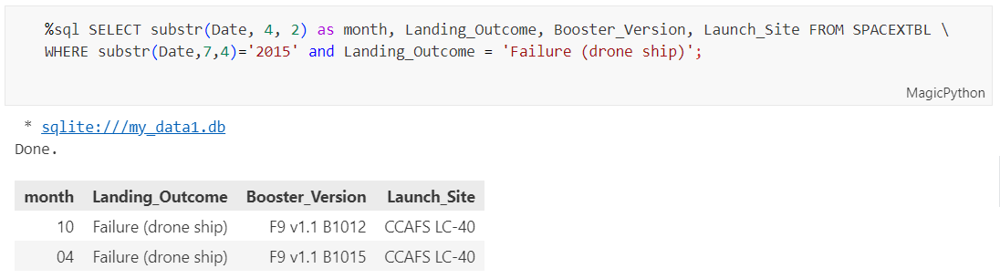 %sql SELECT substr(Date, 4, 2) as month, Landing_Outcome, Booster_Version, Launch_Site FROM SPACEXTBL \
WHERE substr(Date,7,4)='2015' and Landing_Outcome = 'Failure (drone ship)';
MagicPython
* sqlite:///my_data1.db
Done.
month Landing_Outcome Booster_Version Launch_Site
10 Failure (drone ship) F9 v1.1 B1012 CCAFS LC-40
04 Failure (drone ship) F9 v1.1 B1015 CCAFS LC-40